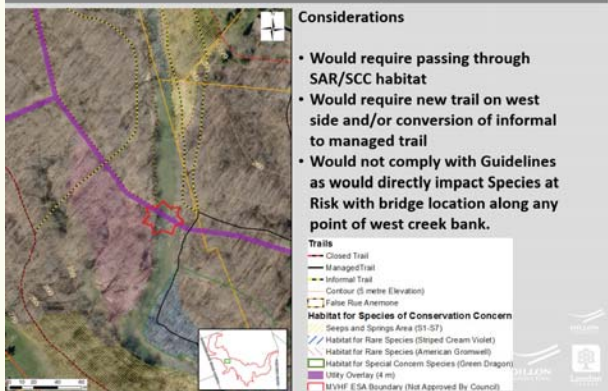 Considerations
• Would require passing through
SAR/SCC habitat
• Would require new trail on west
side and/or conversion of informal
to managed trail
• Would not comply with Guidelines
as would directly impact Species at
Risk with bridge location along any
point of west creek bank.
Trails
Closed Trail
ManagedTrail
Informal Trail
Contour (5 metre Elevation)
False Rue Anemone
Habitat for Species of Conservation Concern
Seeps and Springs Area (S1-S7)
Habitat for Rare Species (Striped Cream Violet)
Habitat for Rare Species (American Gromwell)
Habitat for Special Concern Species (Green Dragon)
Utility Overlay (4 m)
MVHF ESA Boundary (Not Approved By Council)
DILLON
London